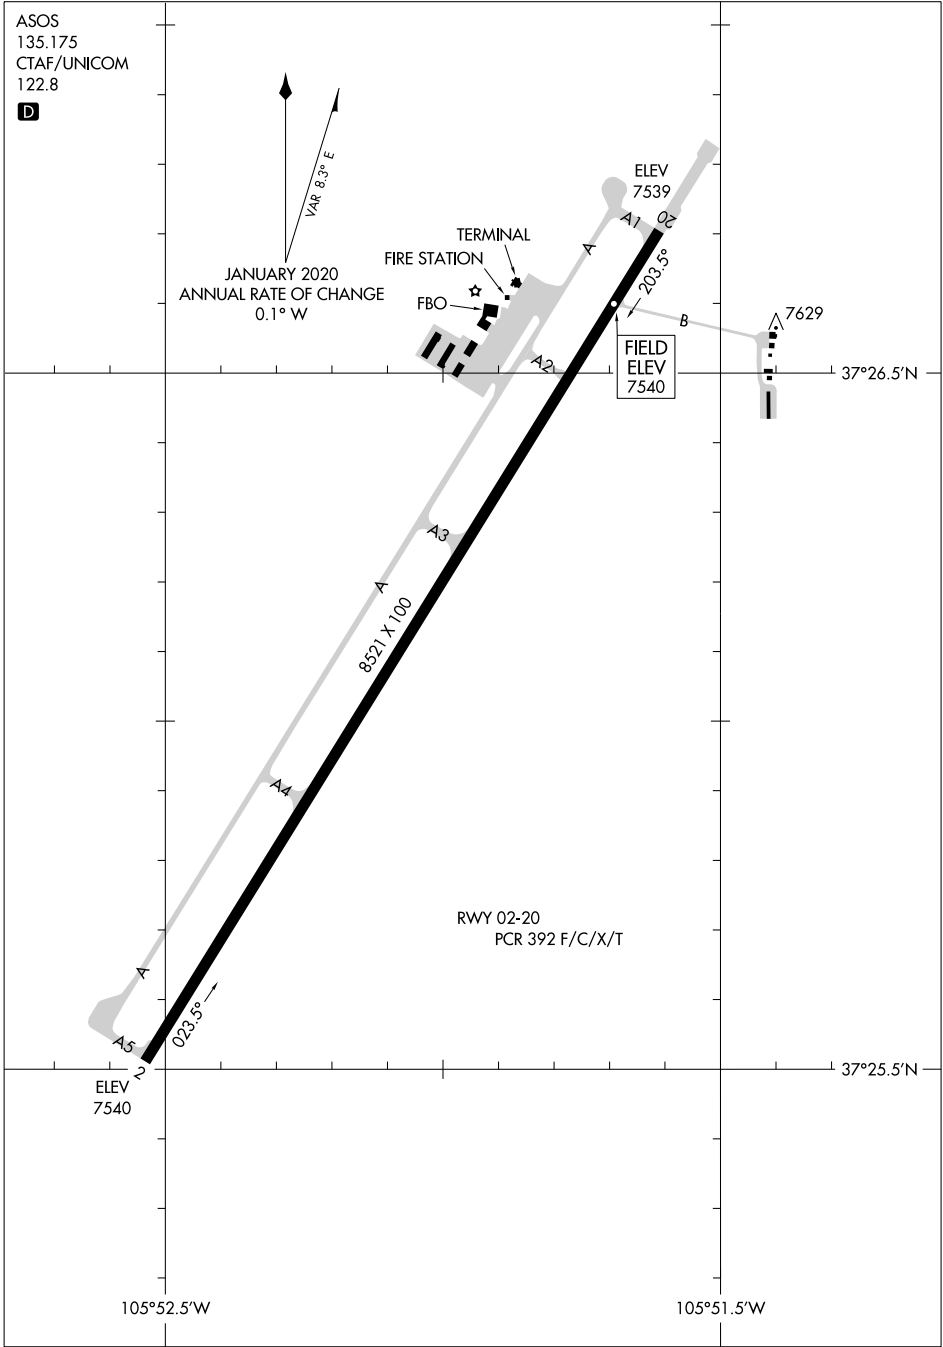 ASOS
135.175
CTAF/UNICOM
122.8
D
VAR 8.3° E
JANUARY 2020
ANNUAL RATE OF CHANGE
0.1° W
ELEV
7539
A1
20
A
203.5°
TERMINAL
FIRE STATION
FBO
B
7629
FIELD
ELEV
7540
A2
37°26.5'N
A3
A
8521 X 100
A4
RWY 02-20
PCR 392 F/C/X/T
A
023.5°
A5
2
ELEV
7540
37°25.5'N
105°52.5'W
105°51.5'W